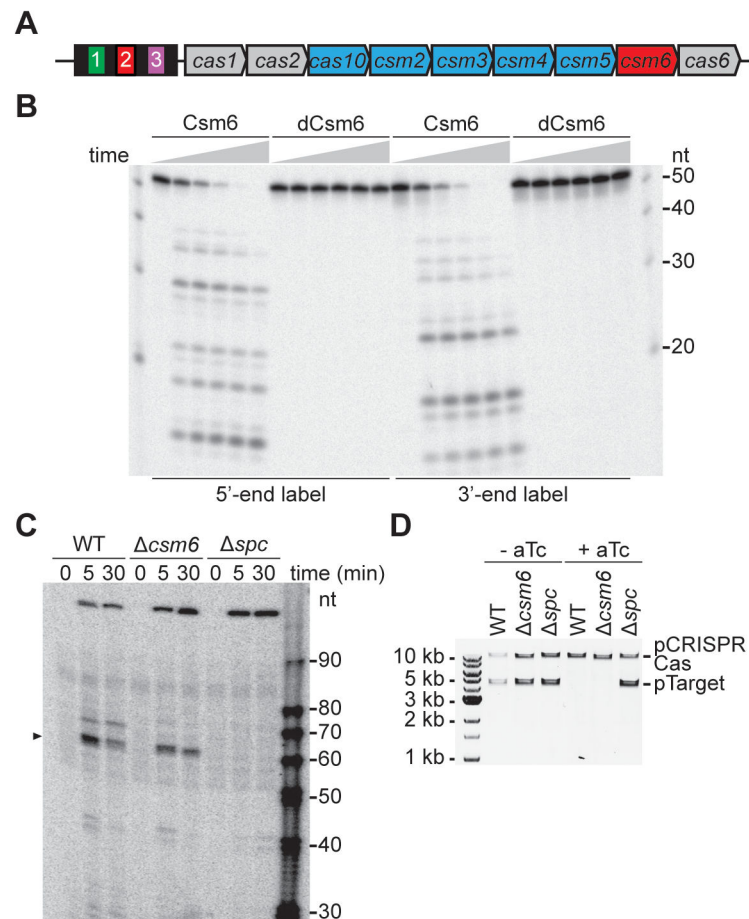 A
1 2 3 cas1 cas2 cas10 csm2 csm3 csm4 csm5 csm6 cas6
B
Csm6 dCsm6 Csm6 dCsm6
time nt
-50
-40
-30
-20
5'-end label 3'-end label
C
WT Δcsm6 Δspc
0 5 30 0 5 30 0 5 30 time (min)
nt
-90
-80
-70
-60
-50
-40
-30
D
- aTc + aTc
WT Δcsm6 Δspc WT Δcsm6 Δspc
10 kb - pCRISPR
Cas
5 kb - pTarget
3 kb -
2 kb -
1 kb -